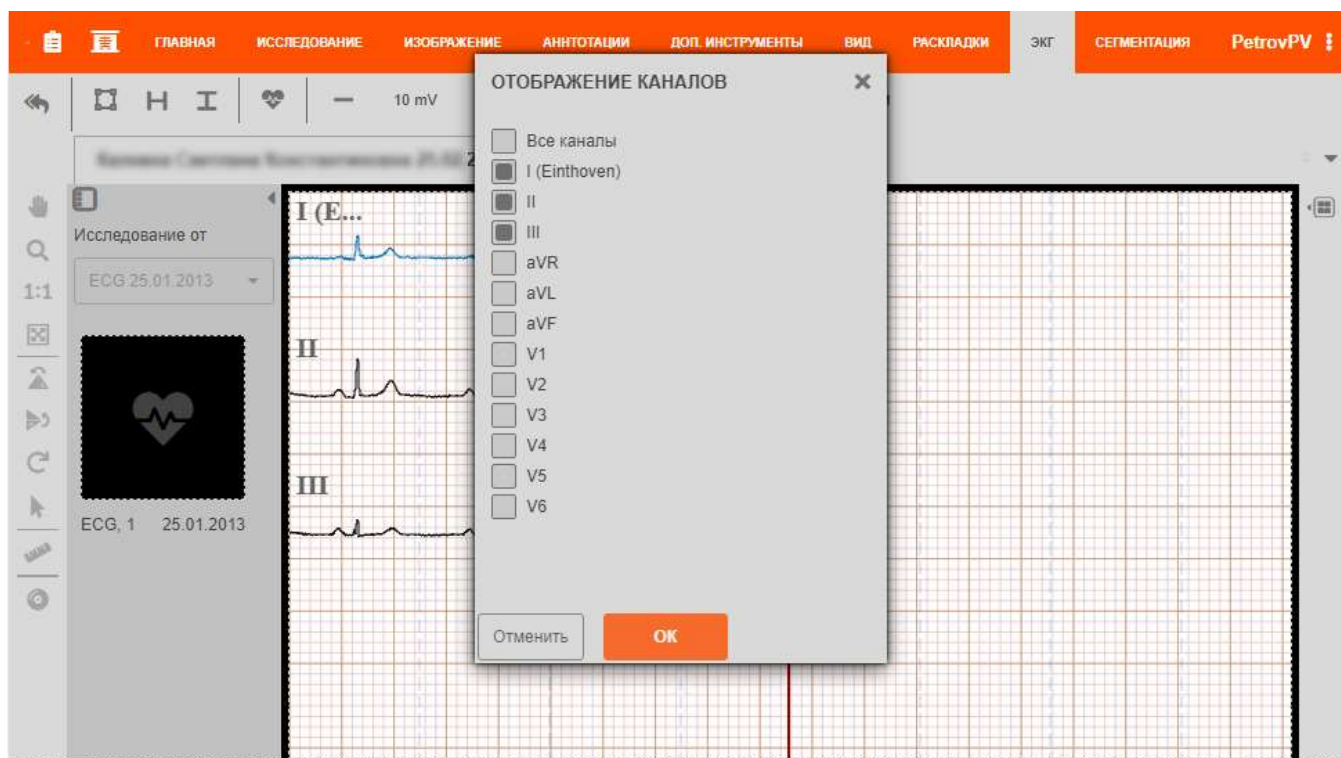 ГЛАВНАЯ ИССЛЕДОВАНИЕ ИЗОБРАЖЕНИЕ АННТОТАЦИИ ДОП. ИНСТРУМЕНТЫ ВИД РАСКЛАДКИ ЭКГ СЕГМЕНТАЦИЯ PetrovPV
10 mV
ОТОБРАЖЕНИЕ КАНАЛОВ
Все каналы
I (Einthoven)
II
III
aVR
aVL
aVF
V1
V2
V3
V4
V5
V6
Отменить OK
1:1
Исследование от
ECG 25.01.2013
ECG, 1 25.01.2013
I (E...
II
III